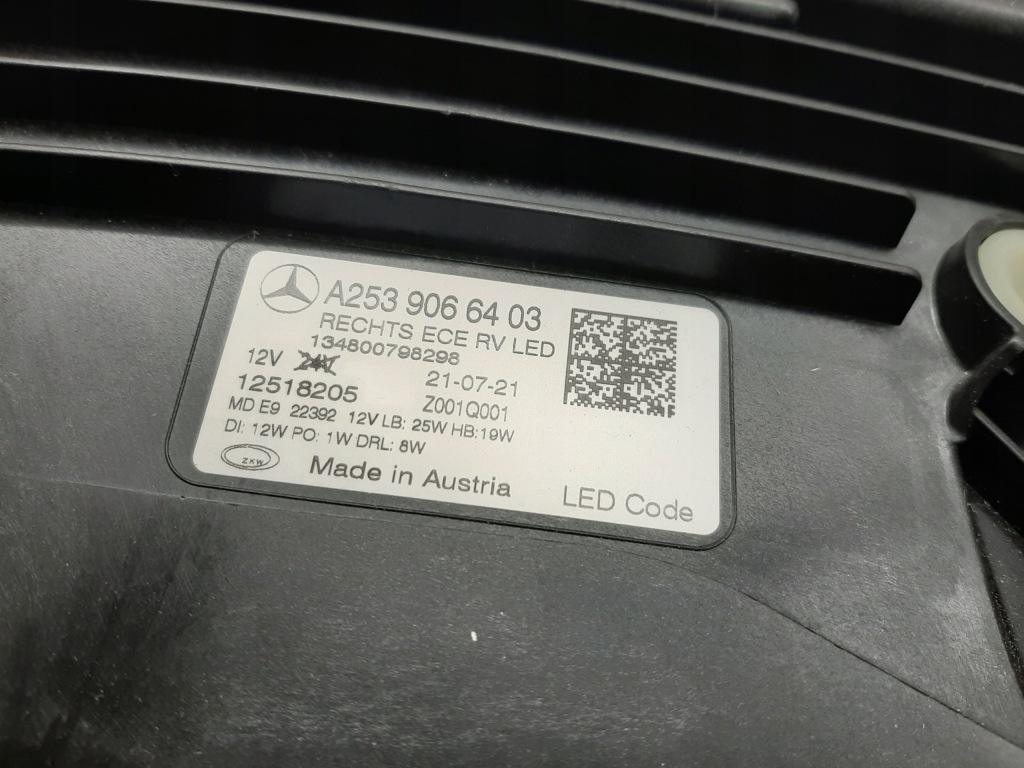 A253 906 64 03
RECHTS ECE RV LED
134800798298
12V 24V
21-07-21
12518205
Z001Q001
MD E9 22392 12V LB: 25W HB:19W
DI: 12W PO: 1W DRL: 8W
ZKW
Made in Austria
LED Code